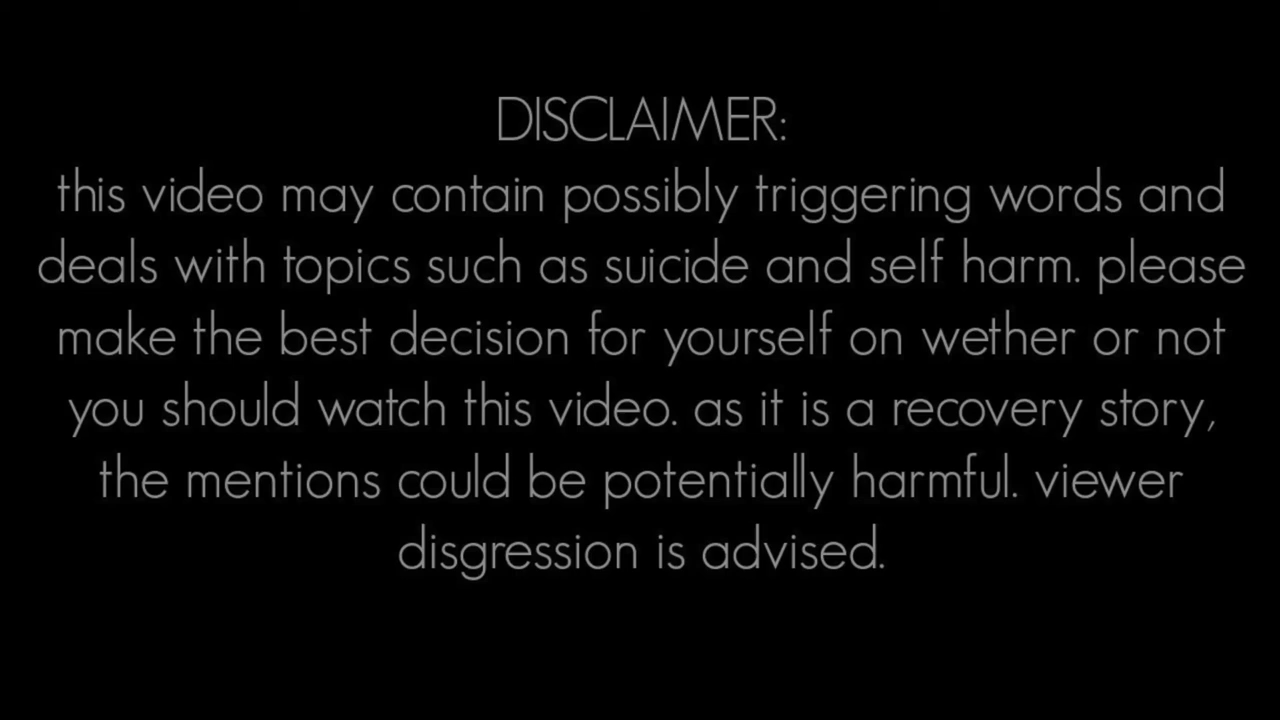 DISCLAIMER:
this video may contain possibly triggering words and
deals with topics such as suicide and self harm. please
make the best decision for yourself on wether or not
you should watch this video. as it is a recovery story,
the mentions could be potentially harmful. viewer
disgression is advised.